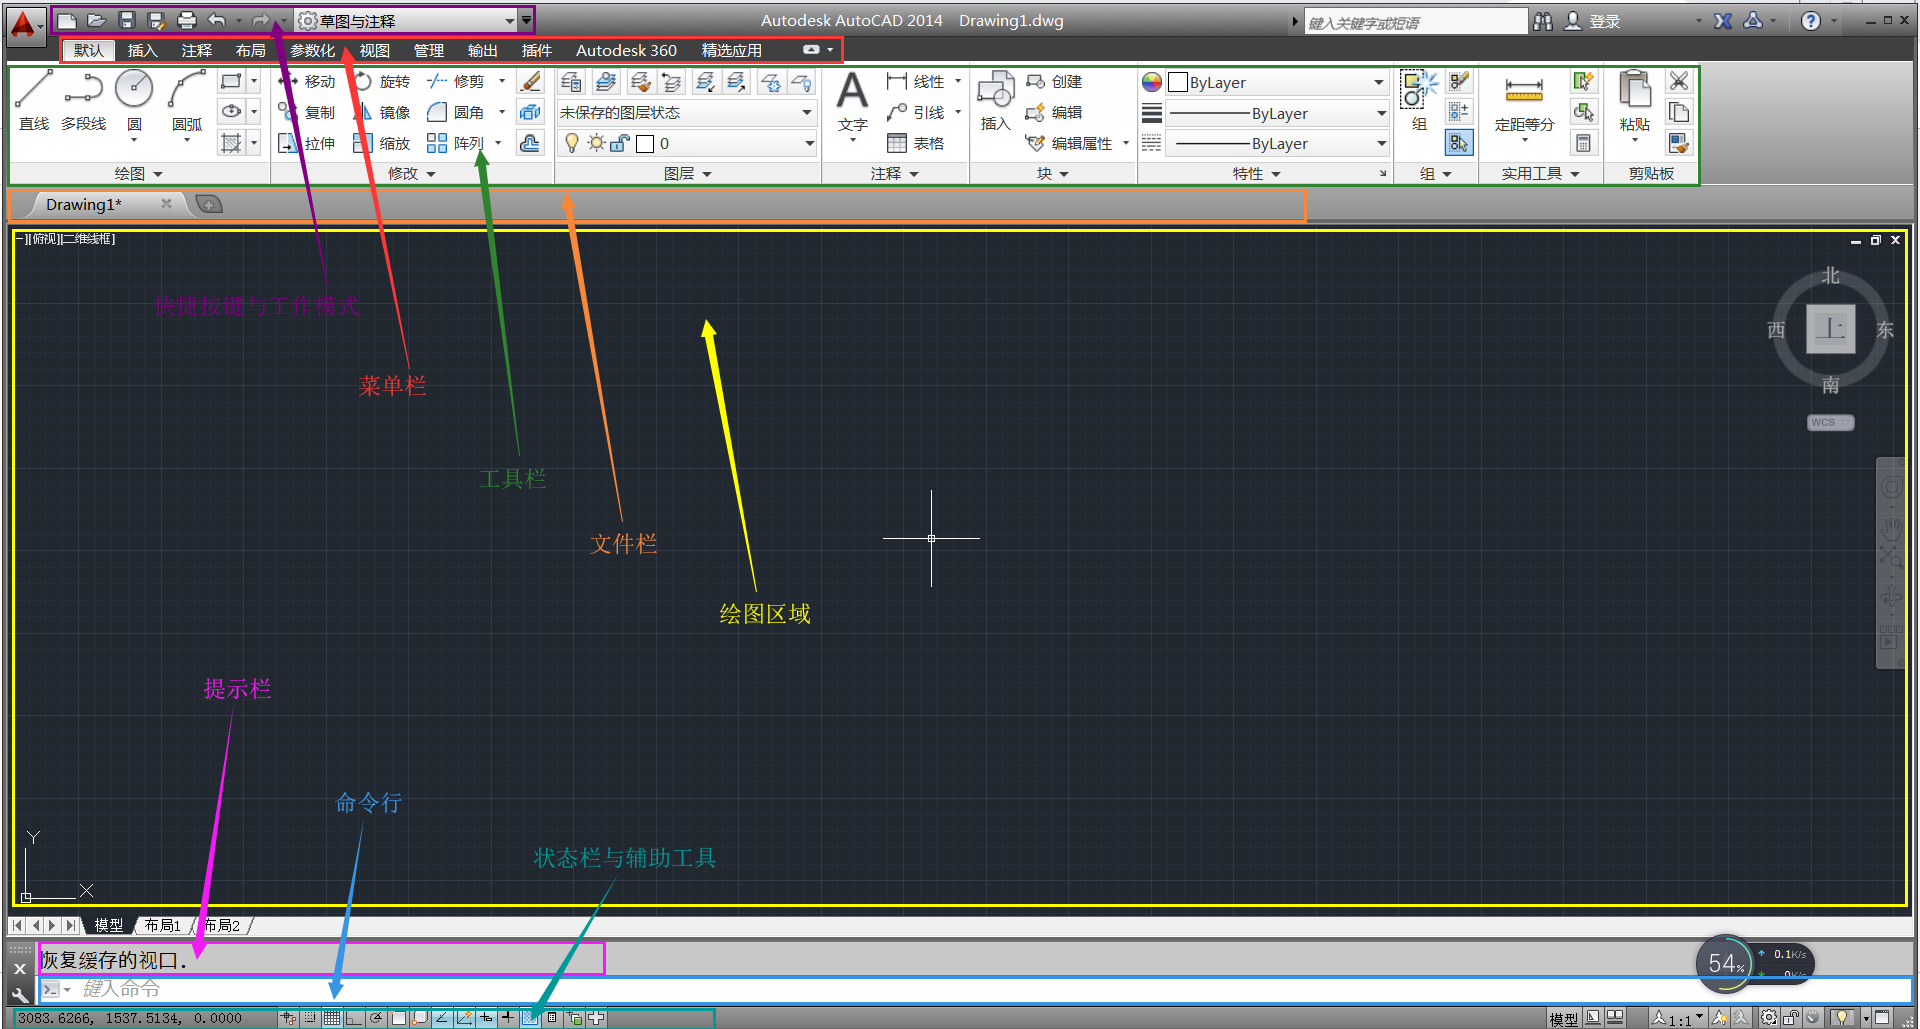 草图与注释
Autodesk AutoCAD 2014 Drawing1.dwg
键入关键字或短语
登录
默认 插入 注释 布局 参数化 视图 管理 输出 插件 Autodesk 360 精选应用
移动 旋转 修剪
线性
创建
ByLayer
直线 多段线 圆 圆弧
复制 镜像 圆角
未保存的图层状态
文字
引线
插入
编辑
ByLayer
组
定距等分
粘贴
拉伸 缩放 阵列
0
表格
编辑属性
ByLayer
绘图 修改 图层 注释 块 特性 组 实用工具 剪贴板
Drawing1*
[−][俯视][二维线框]
北
西 上 东
南
WCS
快捷按键与工作模式
菜单栏
工具栏
文件栏
绘图区域
提示栏
命令行
状态栏与辅助工具
Y
X
模型 布局1 布局2
恢复缓存的视口.
键入命令
54%
0.1K/s
0K/s
3083.6266, 1537.5134, 0.0000
模型
1:1